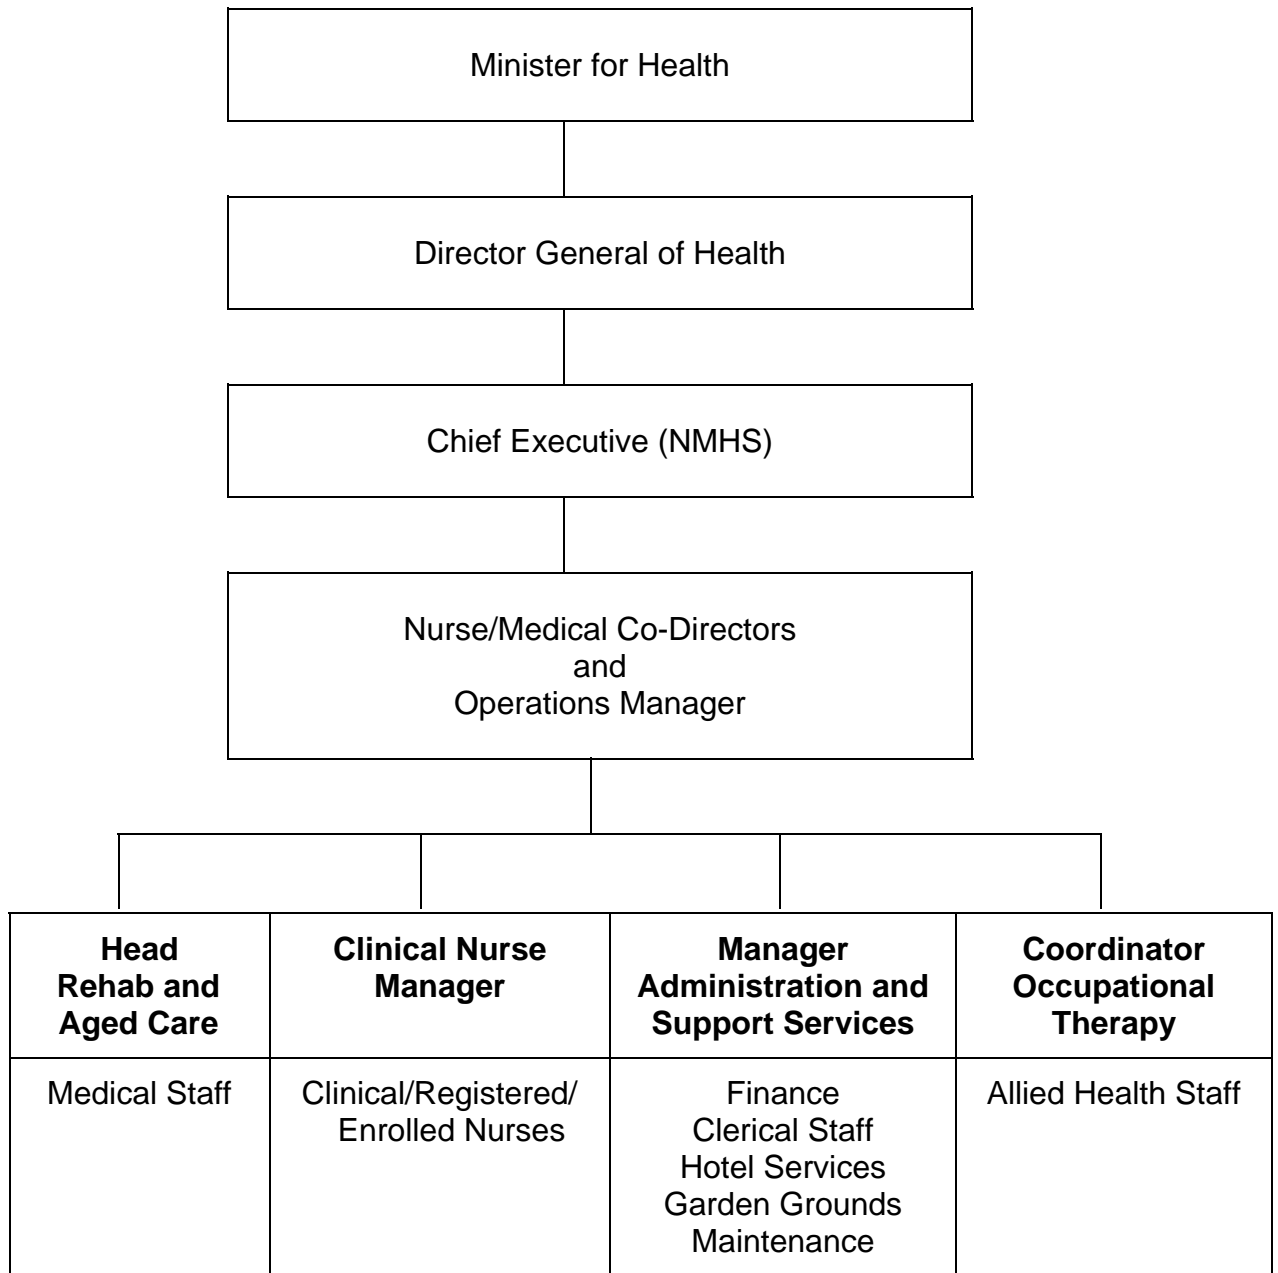 Minister for Health
Director General of Health
Chief Executive (NMHS)
Nurse/Medical Co-Directors
and
Operations Manager
Head
Rehab and
Aged Care
Clinical Nurse
Manager
Manager
Administration and
Support Services
Coordinator
Occupational
Therapy
Medical Staff
Clinical/Registered/
Enrolled Nurses
Finance
Clerical Staff
Hotel Services
Garden Grounds
Maintenance
Allied Health Staff